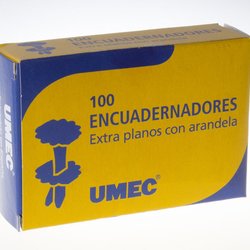 100
ENCUADERNADORES
Extra planos con arandela
UMEC®
UMEC